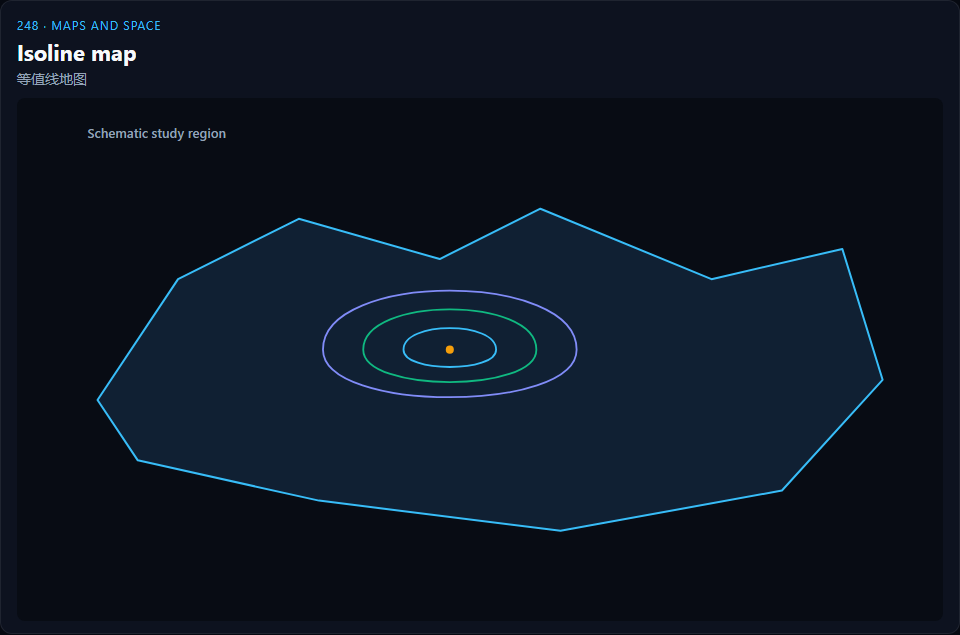 248 · MAPS AND SPACE
Isoline map
等值线地图
Schematic study region